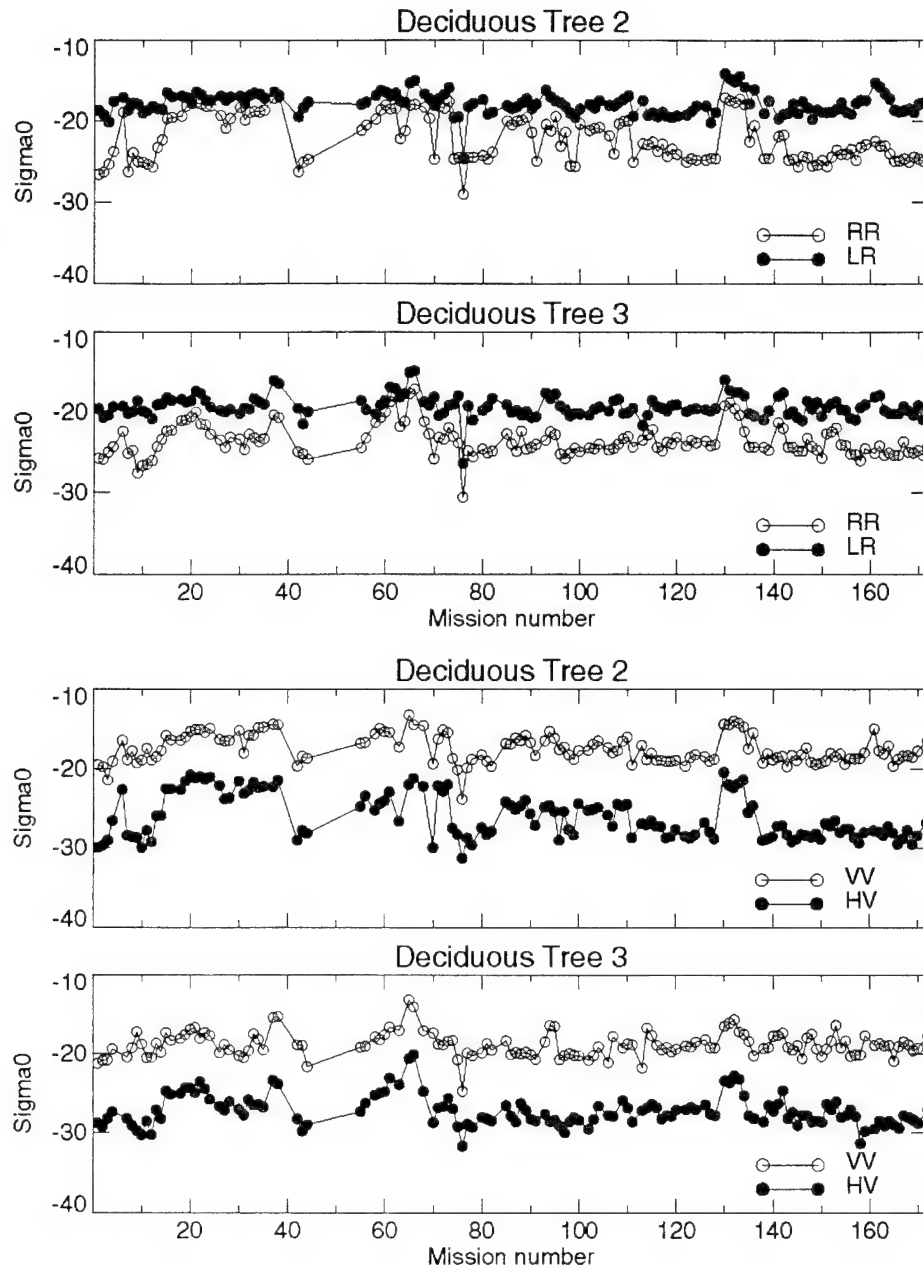 Deciduous Tree 2
-10
-20
-30
-40
Sigma0
RR
LR
Deciduous Tree 3
-10
-20
-30
-40
Sigma0
RR
LR
20 40 60 80 100 120 140 160
Mission number
Deciduous Tree 2
-10
-20
-30
-40
Sigma0
VV
HV
Deciduous Tree 3
-10
-20
-30
-40
Sigma0
VV
HV
20 40 60 80 100 120 140 160
Mission number